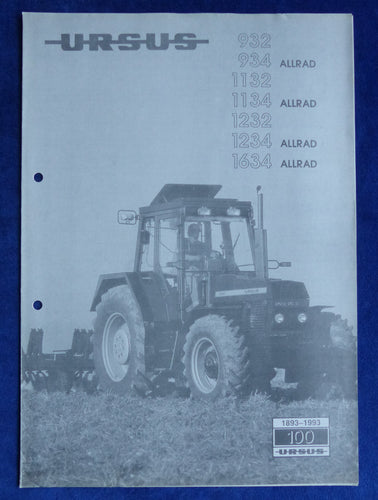 URSUS
932
934 ALLRAD
1132
1134 ALLRAD
1232
1234 ALLRAD
1634 ALLRAD
1893-1993
100
URSUS